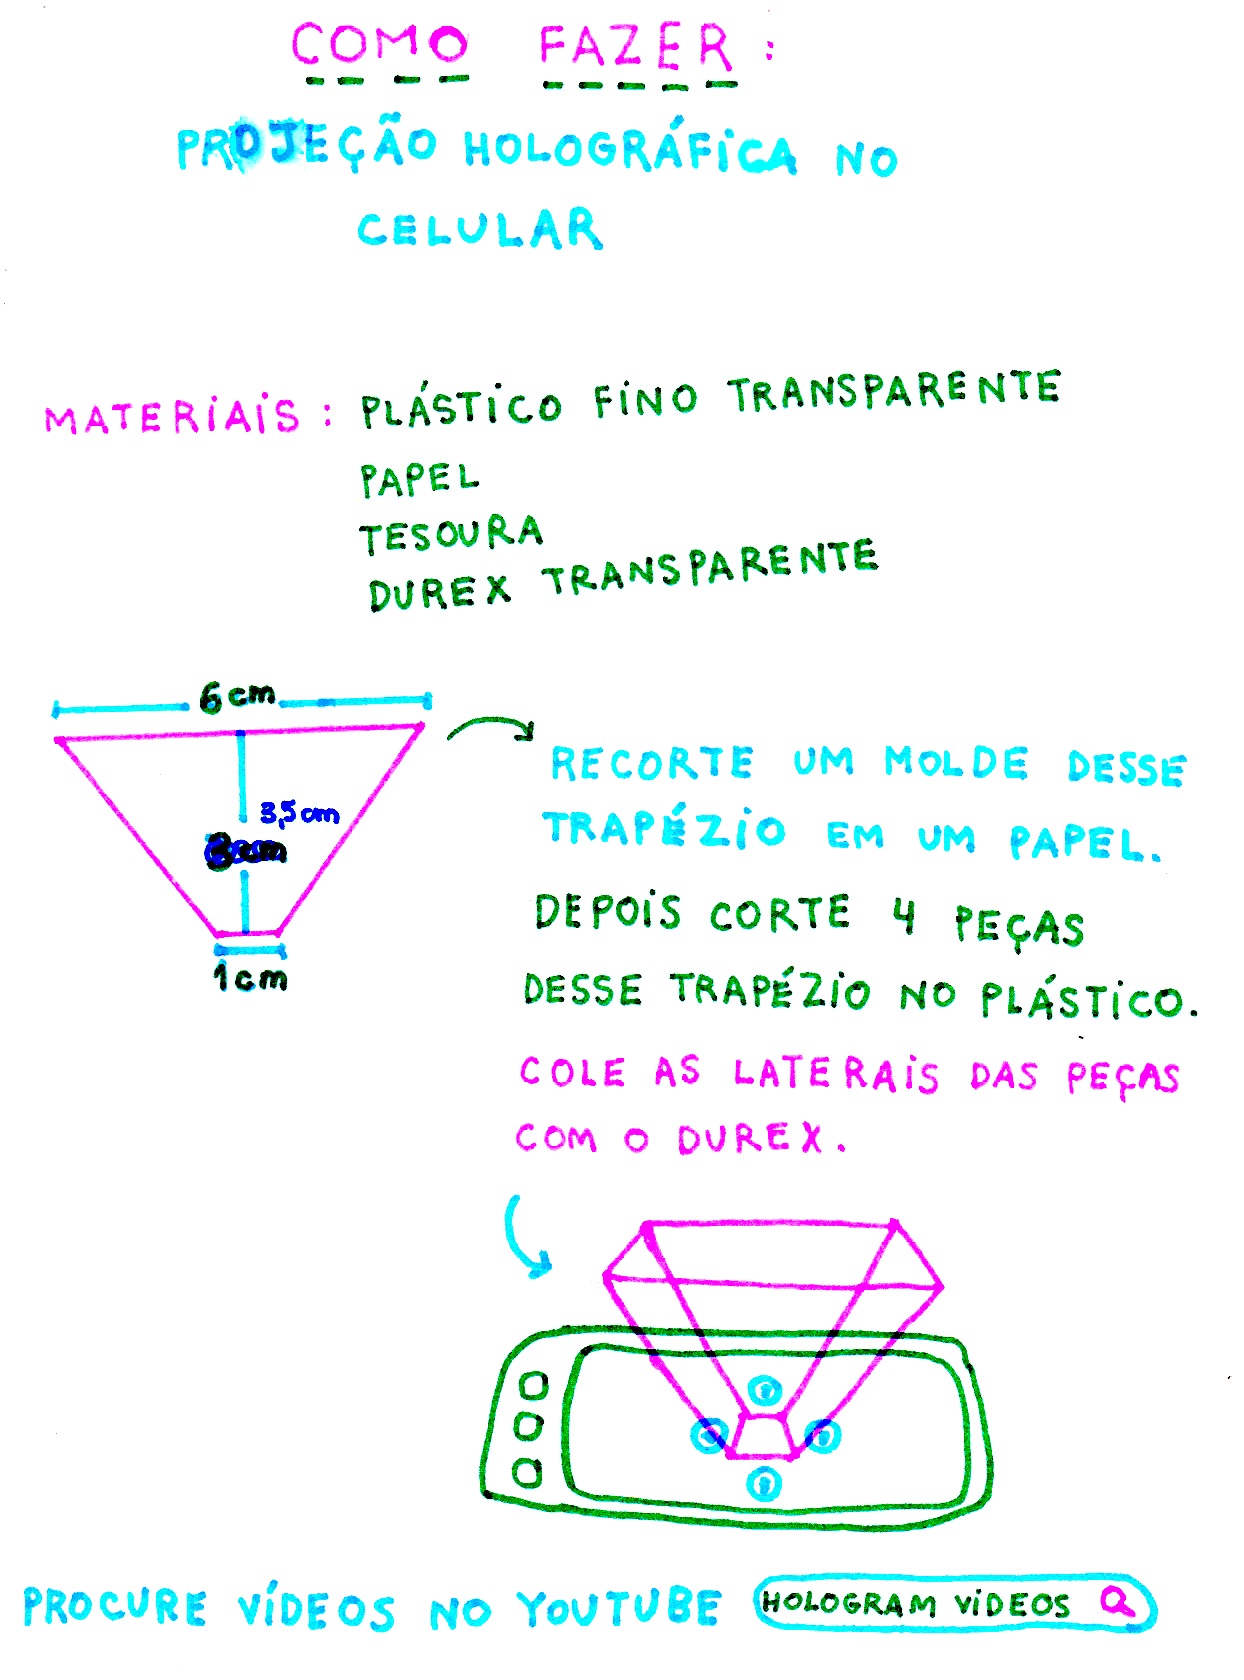 COMO FAZER:
PROJEÇÃO HOLOGRÁFICA NO
CELULAR
MATERIAIS: PLÁSTICO FINO TRANSPARENTE
PAPEL
TESOURA
DUREX TRANSPARENTE
6cm
3,5cm
1cm
RECORTE UM MOLDE DESSE
TRAPÉZIO EM UM PAPEL.
DEPOIS CORTE 4 PEÇAS
DESSE TRAPÉZIO NO PLÁSTICO.
COLE AS LATERAIS DAS PEÇAS
COM O DUREX.
PROCURE VÍDEOS NO YOUTUBE HOLOGRAM VÍDEOS